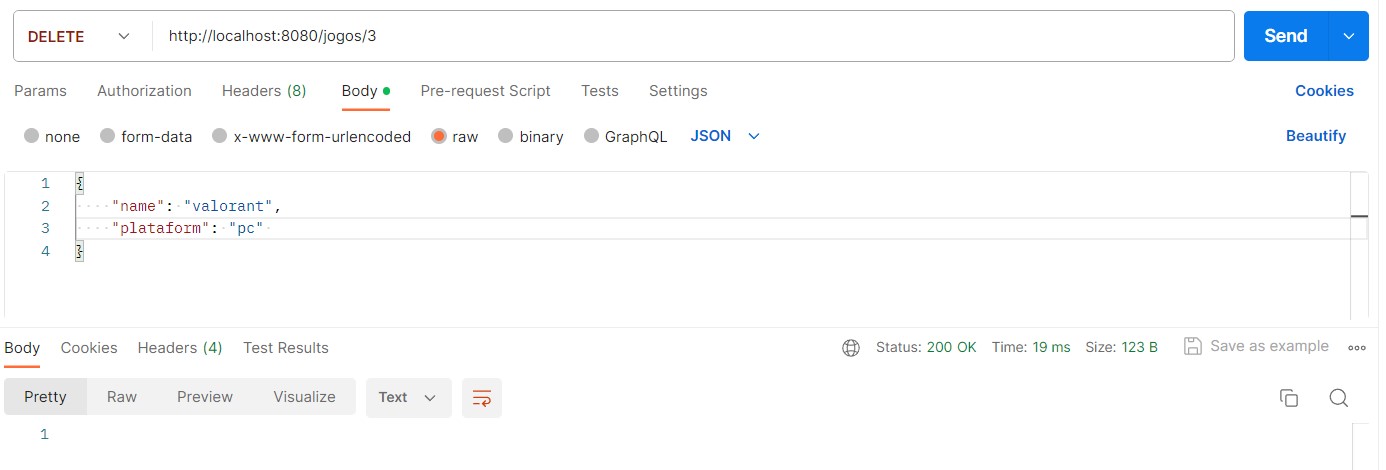 DELETE http://localhost:8080/jogos/3 Send
Params Authorization Headers (8) Body Pre-request Script Tests Settings Cookies
none form-data x-www-form-urlencoded raw binary GraphQL JSON Beautify
1 {
2 "name": "valorant",
3 "plataform": "pc"
4 }
Body Cookies Headers (4) Test Results Status: 200 OK Time: 19 ms Size: 123 B Save as example
Pretty Raw Preview Visualize Text
1